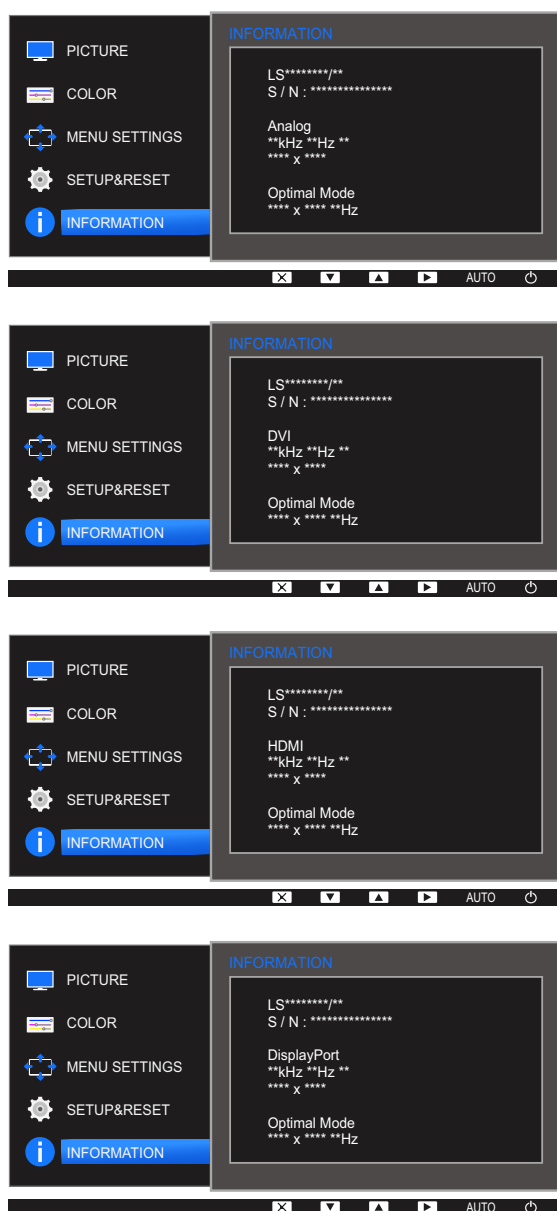 PICTURE
COLOR
MENU SETTINGS
SETUP&RESET
INFORMATION
INFORMATION
LS********/**
S / N : ***************
Analog
**kHz **Hz **
**** x ****
Optimal Mode
**** x **** **Hz
AUTO
PICTURE
COLOR
MENU SETTINGS
SETUP&RESET
INFORMATION
INFORMATION
LS********/**
S / N : ***************
DVI
**kHz **Hz **
**** x ****
Optimal Mode
**** x **** **Hz
AUTO
PICTURE
COLOR
MENU SETTINGS
SETUP&RESET
INFORMATION
INFORMATION
LS********/**
S / N : ***************
HDMI
**kHz **Hz **
**** x ****
Optimal Mode
**** x **** **Hz
AUTO
PICTURE
COLOR
MENU SETTINGS
SETUP&RESET
INFORMATION
INFORMATION
LS********/**
S / N : ***************
DisplayPort
**kHz **Hz **
**** x ****
Optimal Mode
**** x **** **Hz
AUTO